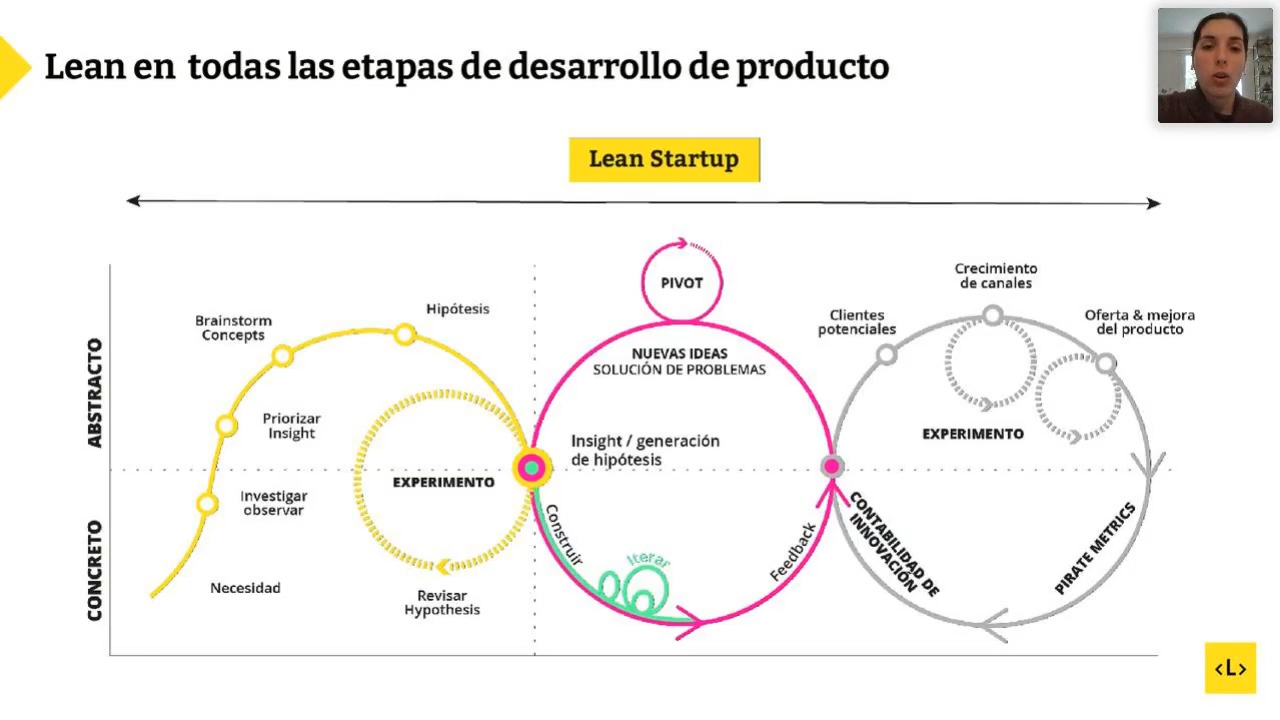 Lean en todas las etapas de desarrollo de producto
Lean Startup
ABSTRACTO
CONCRETO
Necesidad
Investigar
observar
Priorizar
Insight
Brainstorm
Concepts
Hipótesis
EXPERIMENTO
Revisar
Hypothesis
PIVOT
NUEVAS IDEAS
SOLUCIÓN DE PROBLEMAS
Insight / generación
de hipótesis
Construir
Iterar
Feedback
Clientes
potenciales
Crecimiento
de canales
Oferta & mejora
del producto
EXPERIMENTO
CONTABILIDAD DE
INNOVACIÓN
PIRATE METRICS
<L>